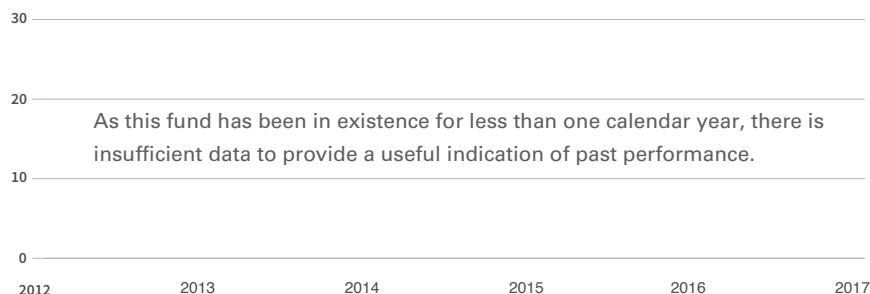 30
20
As this fund has been in existence for less than one calendar year, there is
insufficient data to provide a useful indication of past performance.
10
0
2012 2013 2014 2015 2016 2017